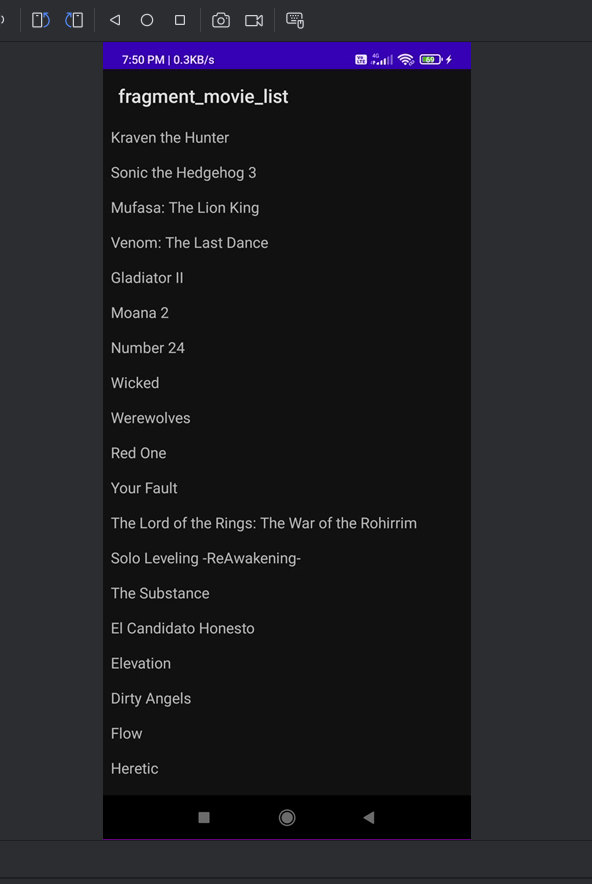 7:50 PM | 0.3KB/s
4G
69
fragment_movie_list
Kraven the Hunter
Sonic the Hedgehog 3
Mufasa: The Lion King
Venom: The Last Dance
Gladiator II
Moana 2
Number 24
Wicked
Werewolves
Red One
Your Fault
The Lord of the Rings: The War of the Rohirrim
Solo Leveling -ReAwakening-
The Substance
El Candidato Honesto
Elevation
Dirty Angels
Flow
Heretic